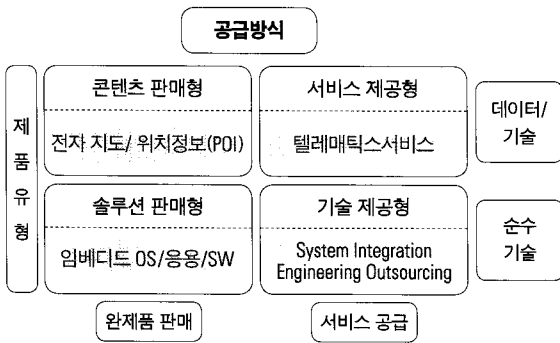 공급방식
콘텐츠 판매형
서비스 제공형
전자 지도/ 위치정보(POI)
텔레매틱스서비스
데이터/
기술
제
품
유
형
솔루션 판매형
기술 제공형
임베디드 OS/응용/SW
System Integration
Engineering Outsourcing
순수
기술
완제품 판매
서비스 공급